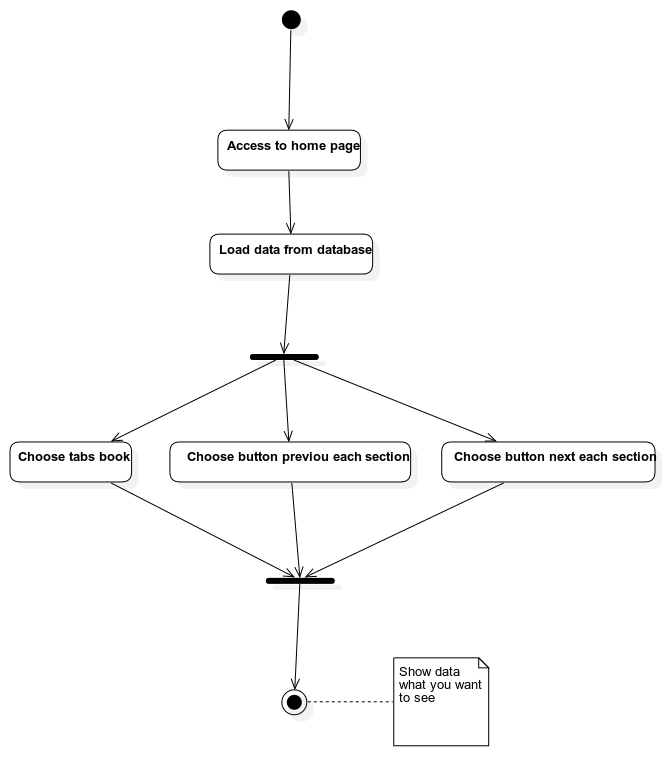 Access to home page
Load data from database
Choose tabs book
Choose button previou each section
Choose button next each section
Show data
what you want
to see